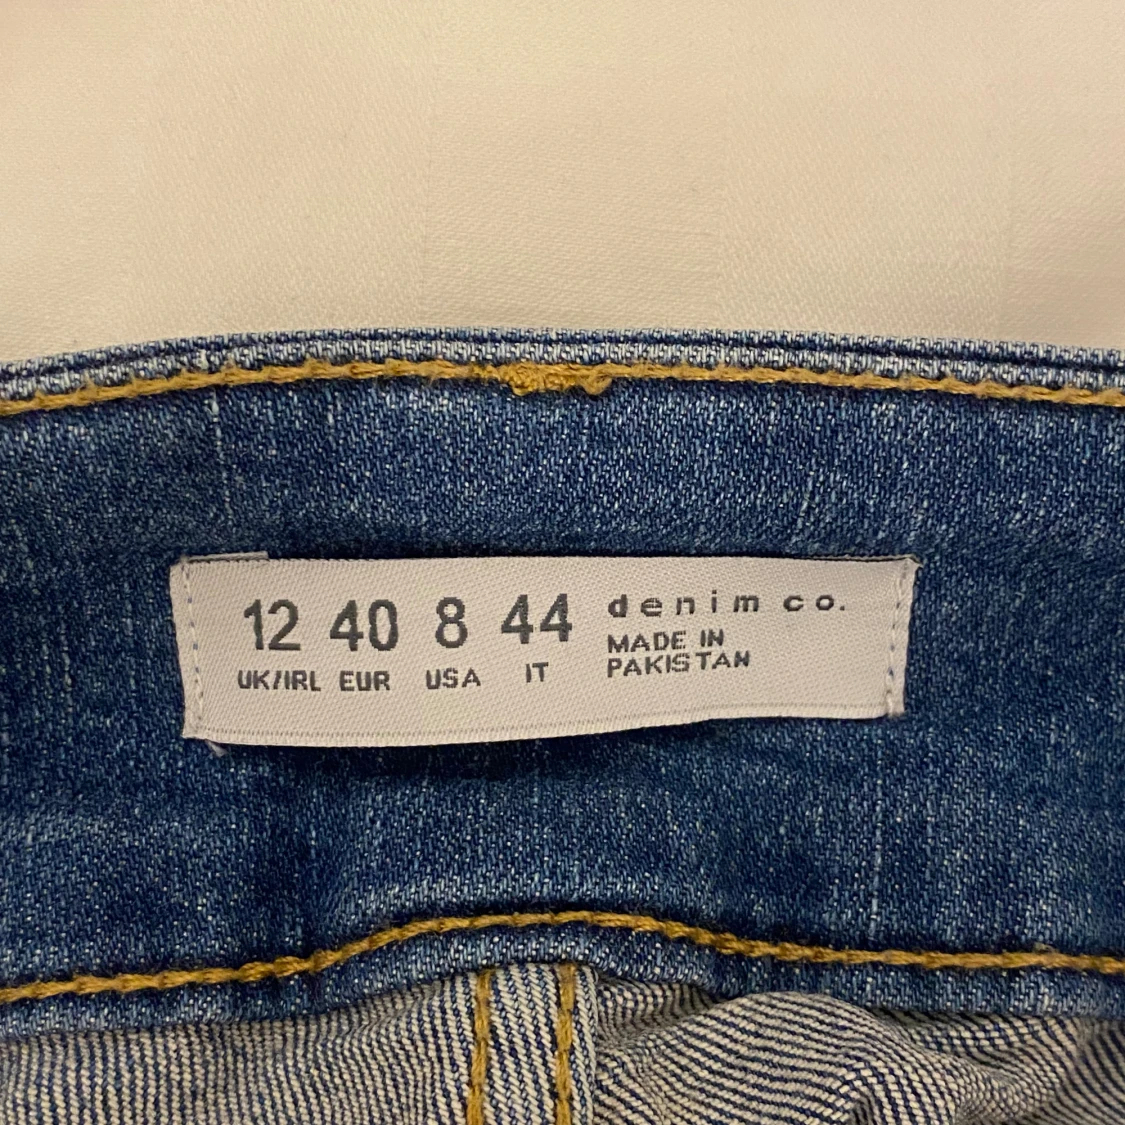 12 40 8 44
UK/IRL EUR USA IT
denim co.
MADE IN
PAKISTAN